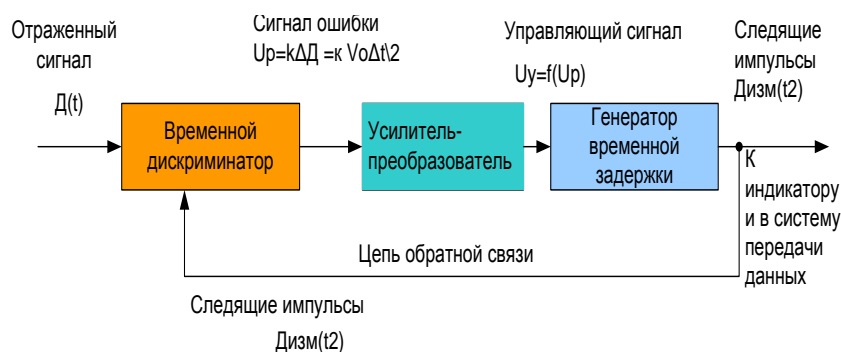 Отраженный
сигнал
Д(t)
Сигнал ошибки
Uр=kΔД =к VoΔt\2
Управляющий сигнал
Uy=f(Up)
Следящие
импульсы
Дизм(t2)
Временной
дискриминатор
Усилитель-
преобразователь
Генератор
временной
задержки
К
индикатору
и в систему
передачи
данных
Цепь обратной связи
Следящие импульсы
Дизм(t2)